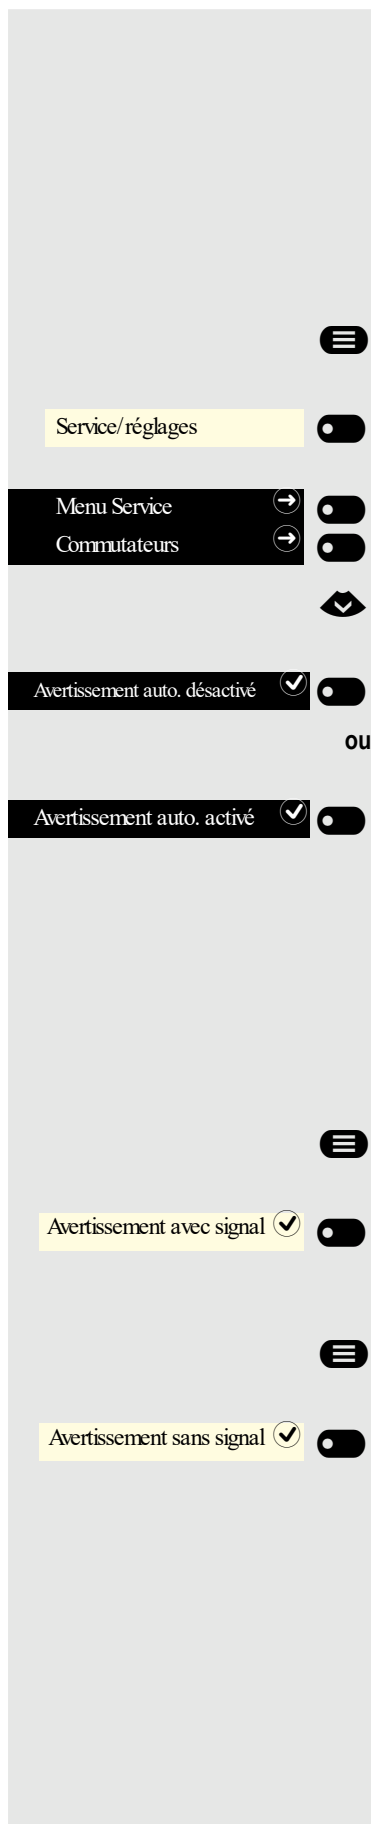 Service/réglages
Menu Service
Commutateurs
Avertissement auto. désactivé
ou
Avertissement auto. activé
Avertissement avec signal
Avertissement sans signal